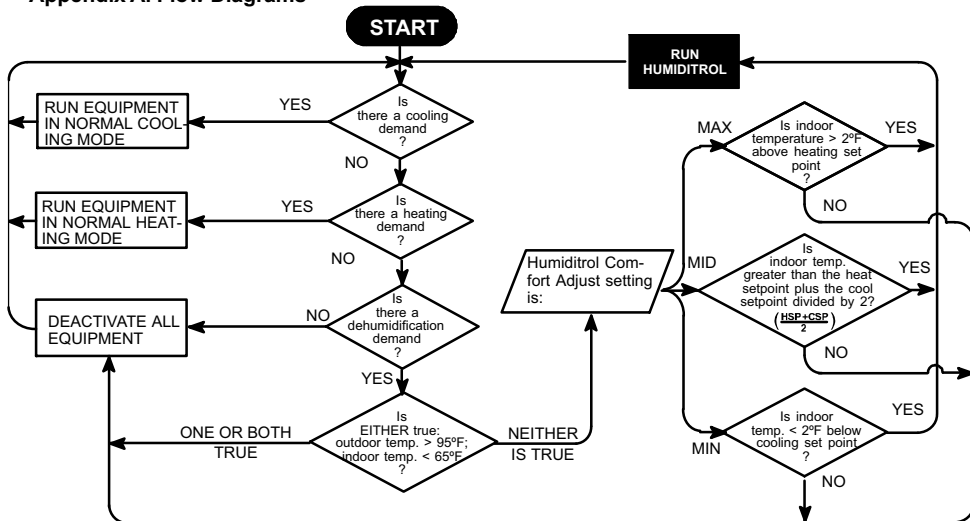 Appendix A. Flow Diagrams
START
RUN
HUMIDITROL
Is
there a cooling
demand
?
YES
NO
RUN EQUIPMENT
IN NORMAL COOL-
ING MODE
Is
there a heating
demand
?
YES
NO
RUN EQUIPMENT
IN NORMAL HEAT-
ING MODE
Is
there a
dehumidification
demand
?
NO
YES
DEACTIVATE ALL
EQUIPMENT
Is
EITHER true:
outdoor temp. > 95ºF;
indoor temp. < 65ºF
?
ONE OR BOTH
TRUE
NEITHER
IS TRUE
Humiditrol Com-
fort Adjust setting
is:
MAX
Is indoor
temperature > 2ºF
above heating set
point
?
YES
NO
MID
Is
indoor temp.
greater than the heat
setpoint plus the cool
setpoint divided by 2?
(HSP+CSP
2)
YES
NO
MIN
Is indoor
temp. < 2ºF below
cooling set point
?
YES
NO